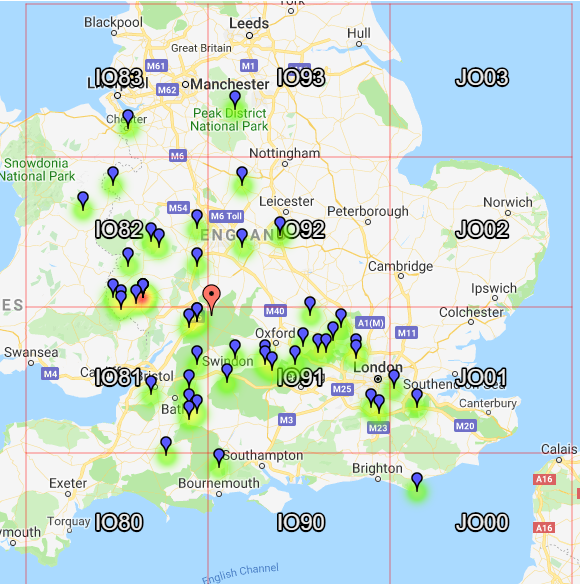 York
Blackpool
Leeds
Hull
Great Britain
M61
M1
IO83
Manchester
IO93
JO03
M62
Chester
Peak District
National Park
M6
Nottingham
Snowdonia
National Park
Leicester
M54
M6 Toll
Norwich
Peterborough
IO82
ENGLAND
IO92
JO02
Cambridge
Ipswich
ES
M40
Colchester
A1(M)
M11
Oxford
Swansea
Swindon
London
M4
IO81
Bristol
IO91
JO01
M25
Southend-on-Sea
Canterbury
Bath
M3
M23
M20
Southampton
Calais
Brighton
Exeter
Bournemouth
A16
Torquay
IO80
IO90
JO00
A16
mouth
English Channel